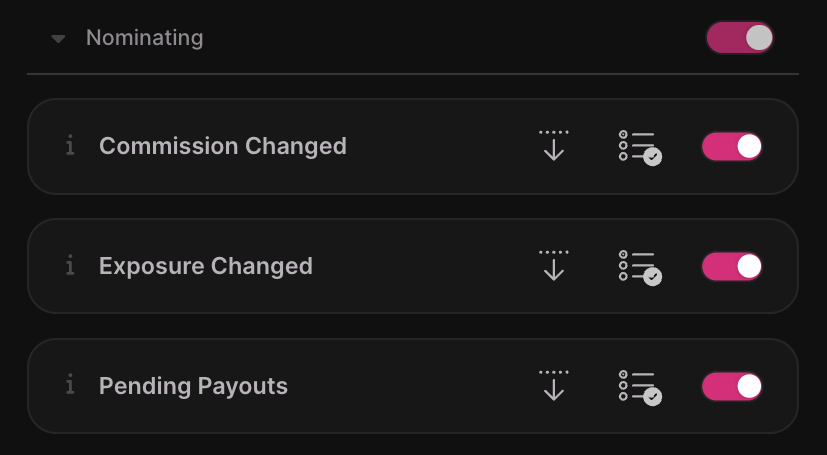 Nominating
Commission Changed
Exposure Changed
Pending Payouts